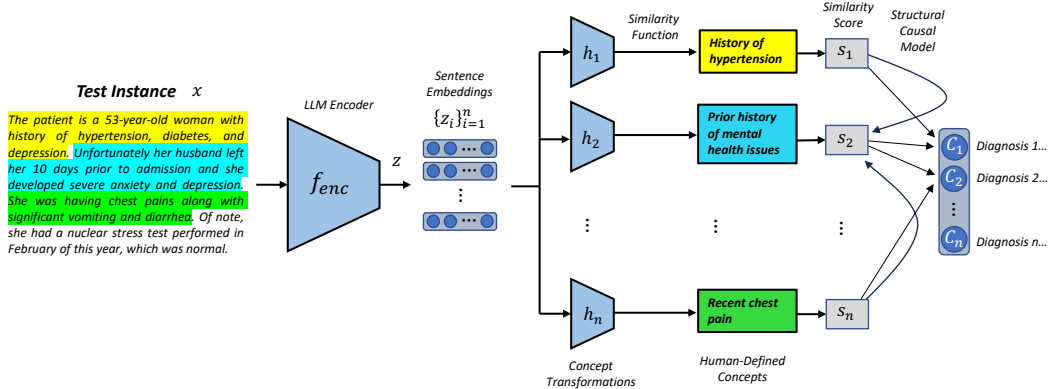 Test Instance x
The patient is a 53-year-old woman with
history of hypertension, diabetes, and
depression. Unfortunately her husband left
her 10 days prior to admission and she
developed severe anxiety and depression.
She was having chest pains along with
significant vomiting and diarrhea. Of note,
she had a nuclear stress test performed in
February of this year, which was normal.
LLM Encoder
f_enc
z
Sentence
Embeddings
{z_i}_{i=1}^n
h_1
h_2
h_n
Concept
Transformations
Similarity
Function
History of
hypertension
Prior history
of mental
health issues
Recent chest
pain
Human-Defined
Concepts
Similarity
Score
s_1
s_2
s_n
Structural
Causal
Model
C_1
C_2
C_n
Diagnosis 1...
Diagnosis 2...
Diagnosis n...